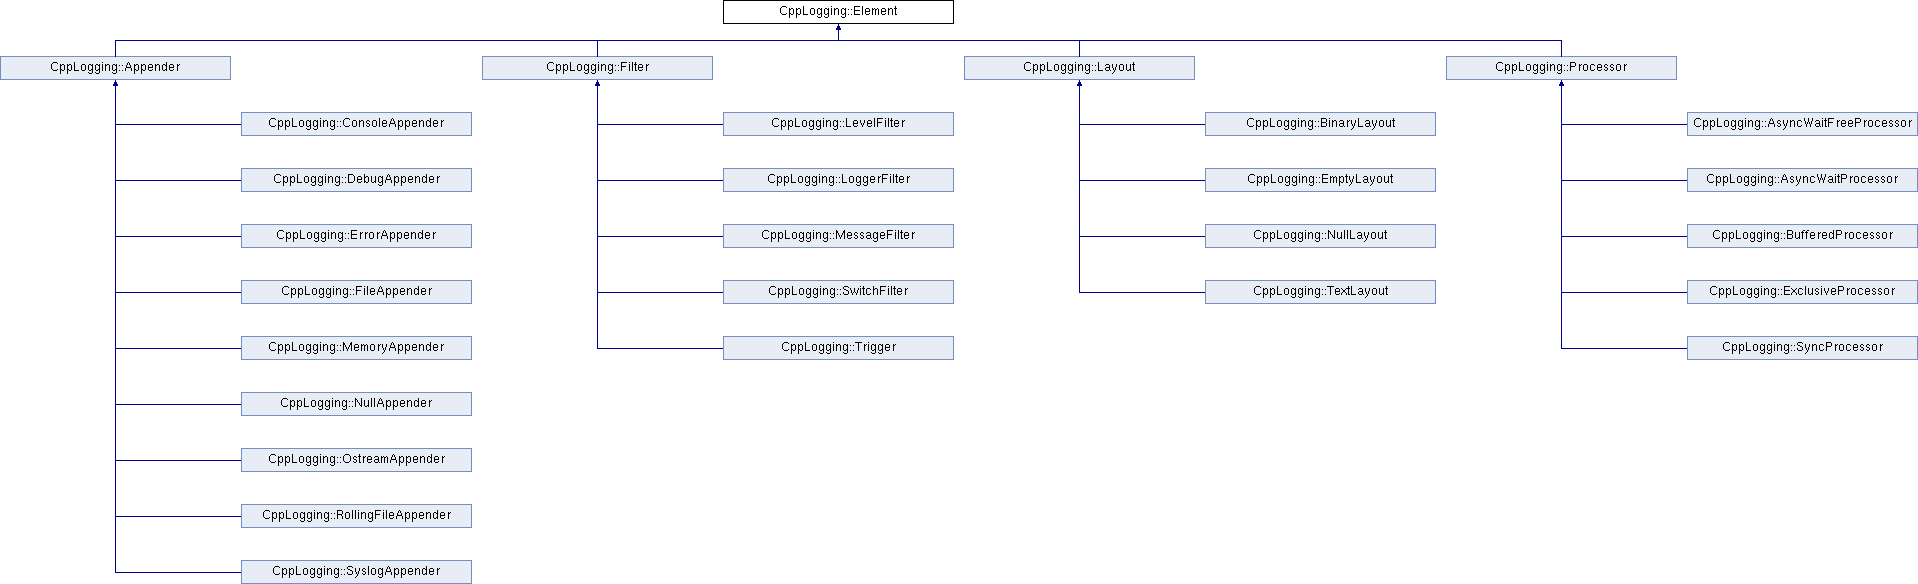 CppLogging::Element
CppLogging::Appender
CppLogging::Filter
CppLogging::Layout
CppLogging::Processor
CppLogging::ConsoleAppender
CppLogging::LevelFilter
CppLogging::BinaryLayout
CppLogging::AsyncWaitFreeProcessor
CppLogging::DebugAppender
CppLogging::LoggerFilter
CppLogging::EmptyLayout
CppLogging::AsyncWaitProcessor
CppLogging::ErrorAppender
CppLogging::MessageFilter
CppLogging::NullLayout
CppLogging::BufferedProcessor
CppLogging::FileAppender
CppLogging::SwitchFilter
CppLogging::TextLayout
CppLogging::ExclusiveProcessor
CppLogging::MemoryAppender
CppLogging::Trigger
CppLogging::SyncProcessor
CppLogging::NullAppender
CppLogging::OstreamAppender
CppLogging::RollingFileAppender
CppLogging::SyslogAppender